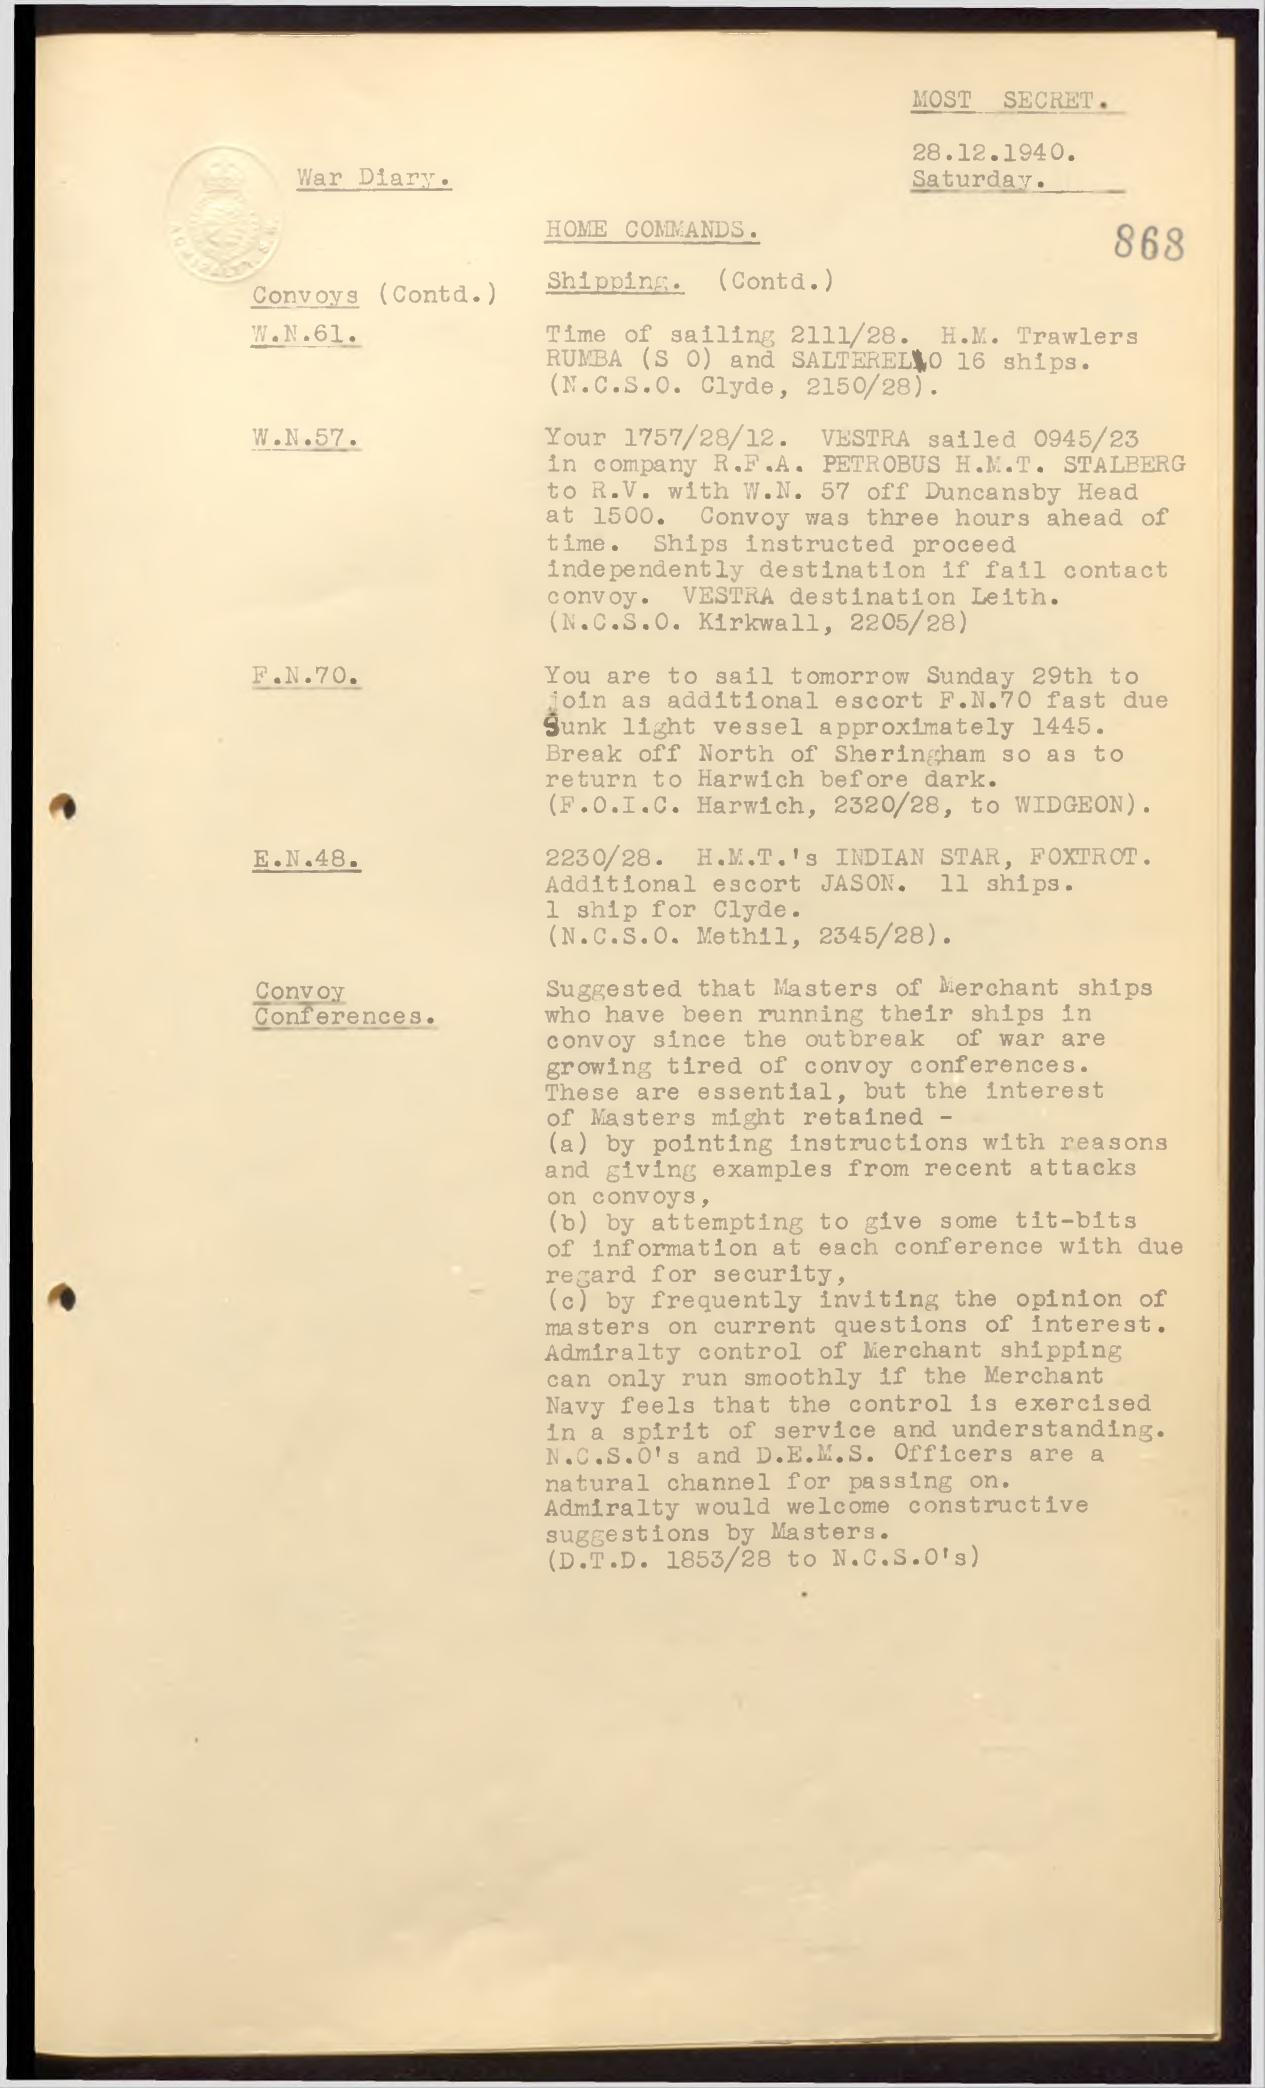 MOST SECRET.
28.12.1940.
Saturday.
War Diary.
HOME COMMANDS.
868
Shipping. (Contd.)
Convoys (Contd.)
W.N.61.
Time of sailing 2111/28. H.M. Trawlers
RUMBA (S O) and SALTERELLO 16 ships.
(N.C.S.O. Clyde, 2150/28).
W.N.57.
Your 1757/28/12. VESTRA sailed 0945/23
in company R.F.A. PETROBUS H.M.T. STALBERG
to R.V. with W.N. 57 off Duncansby Head
at 1500. Convoy was three hours ahead of
time. Ships instructed proceed
independently destination if fail contact
convoy. VESTRA destination Leith.
(N.C.S.O. Kirkwall, 2205/28)
F.N.70.
You are to sail tomorrow Sunday 29th to
join as additional escort F.N.70 fast due
Sunk light vessel approximately 1445.
Break off North of Sheringham so as to
return to Harwich before dark.
(F.O.I.C. Harwich, 2320/28, to WIDGEON).
E.N.48.
2230/28. H.M.T.'s INDIAN STAR, FOXTROT.
Additional escort JASON. 11 ships.
1 ship for Clyde.
(N.C.S.O. Methil, 2345/28).
Convoy
Conferences.
Suggested that Masters of Merchant ships
who have been running their ships in
convoy since the outbreak of war are
growing tired of convoy conferences.
These are essential, but the interest
of Masters might retained -
(a) by pointing instructions with reasons
and giving examples from recent attacks
on convoys,
(b) by attempting to give some tit-bits
of information at each conference with due
regard for security,
(c) by frequently inviting the opinion of
masters on current questions of interest.
Admiralty control of Merchant shipping
can only run smoothly if the Merchant
Navy feels that the control is exercised
in a spirit of service and understanding.
N.C.S.O's and D.E.M.S. Officers are a
natural channel for passing on.
Admiralty would welcome constructive
suggestions by Masters.
(D.T.D. 1853/28 to N.C.S.O's)